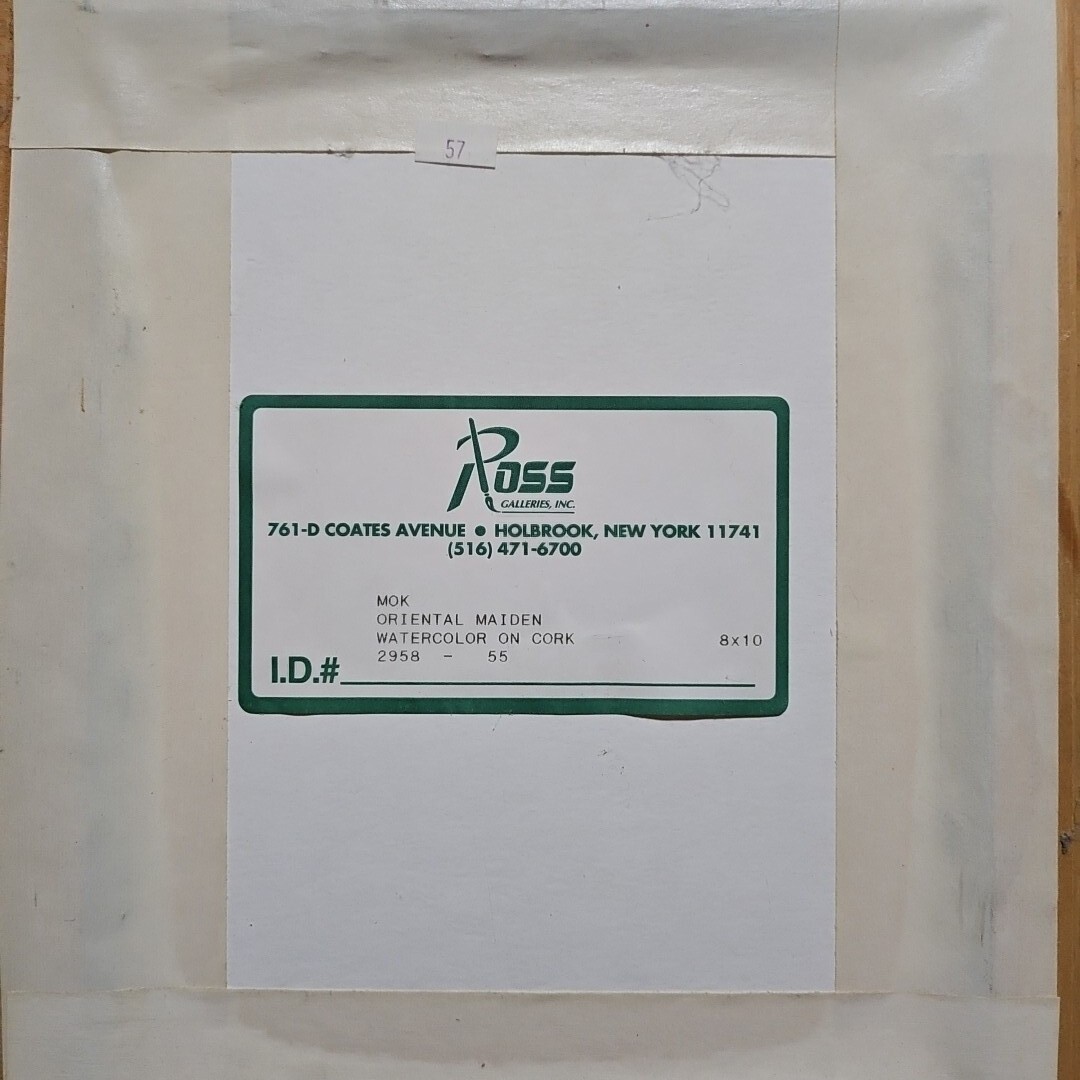 57
ROSS
GALLERIES, INC.
761-D COATES AVENUE ● HOLBROOK, NEW YORK 11741
(516) 471-6700
MOK
ORIENTAL MAIDEN
WATERCOLOR ON CORK 8x10
2958 - 55
I.D.#